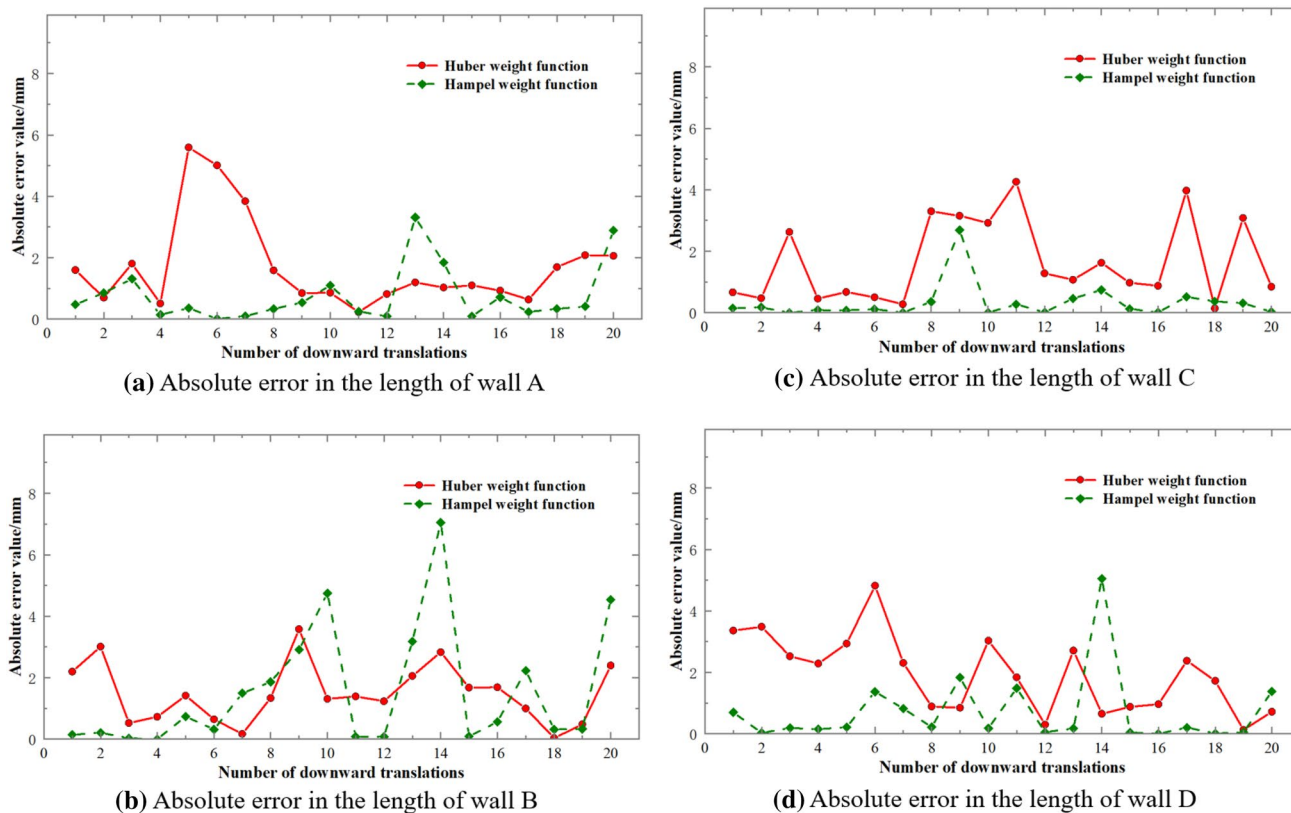 8
6
4
2
0
Absolute error value/mm
Huber weight function
Hampel weight function
0 2 4 6 8 10 12 14 16 18 20
Number of downward translations
(a) Absolute error in the length of wall A
8
6
4
2
0
Absolute error value/mm
Huber weight function
Hampel weight function
0 2 4 6 8 10 12 14 16 18 20
Number of downward translations
(c) Absolute error in the length of wall C
8
6
4
2
0
Absolute error value/mm
Huber weight function
Hampel weight function
0 2 4 6 8 10 12 14 16 18 20
Number of downward translations
(b) Absolute error in the length of wall B
8
6
4
2
0
Absolute error value/mm
Huber weight function
Hampel weight function
0 2 4 6 8 10 12 14 16 18 20
Number of downward translations
(d) Absolute error in the length of wall D